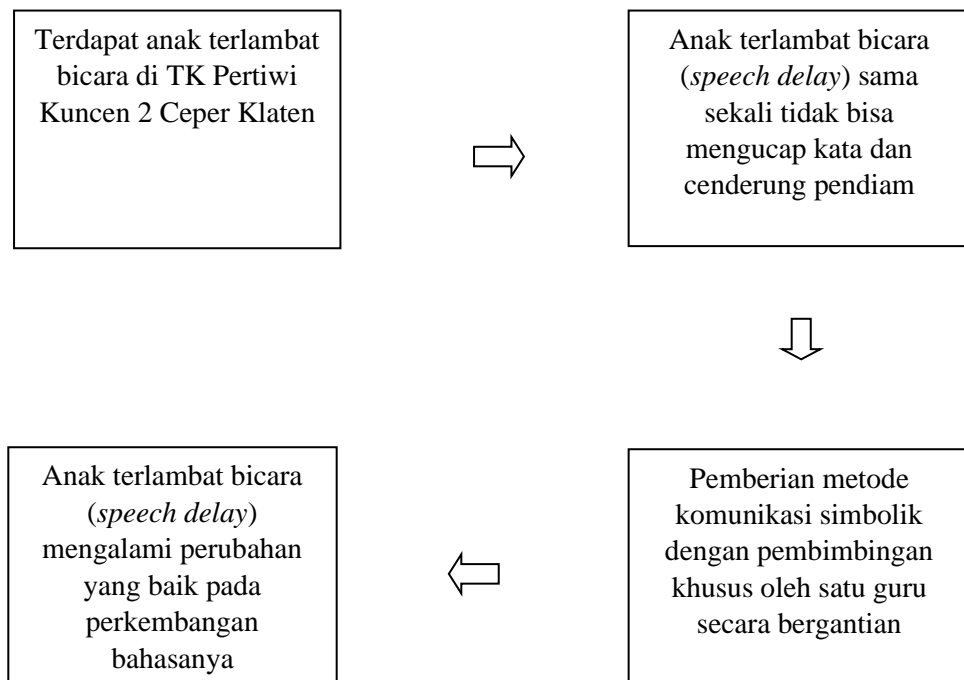 Terdapat anak terlambat
bicara di TK Pertiwi
Kuncen 2 Ceper Klaten
Anak terlambat bicara
(speech delay) sama
sekali tidak bisa
mengucap kata dan
cenderung pendiam
Pemberian metode
komunikasi simbolik
dengan pembimbingan
khusus oleh satu guru
secara bergantian
Anak terlambat bicara
(speech delay)
mengalami perubahan
yang baik pada
perkembangan
bahasanya